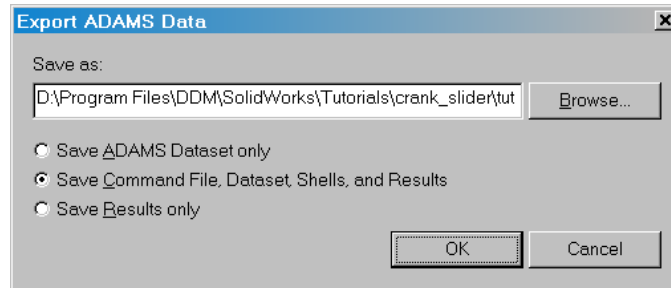 Export ADAMS Data
Save as:
D:\Program Files\DDM\SolidWorks\Tutorials\crank_slider\tut
Browse...
Save ADAMS Dataset only
Save Command File, Dataset, Shells, and Results
Save Results only
OK Cancel